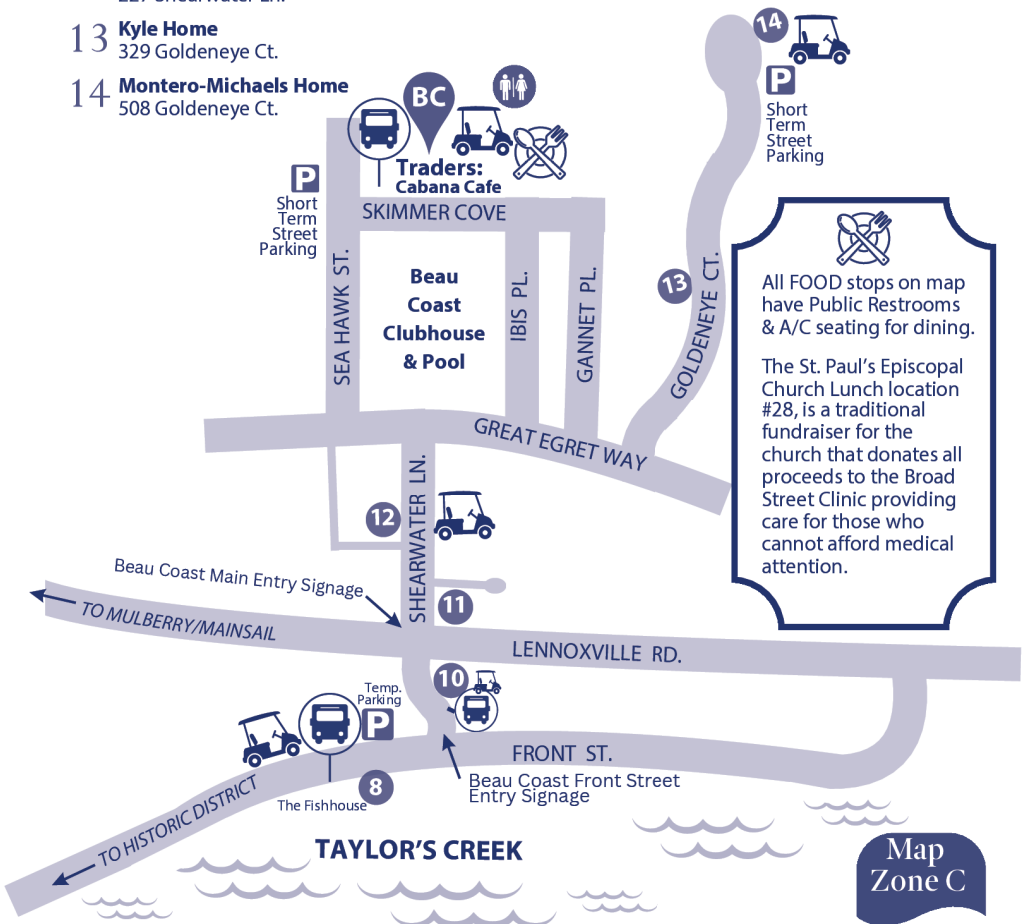 227 Shearwater Ln.
13 Kyle Home
329 Goldeneye Ct.
14 Montero-Michaels Home
508 Goldeneye Ct.
14
P
Short
Term
Street
Parking
BC
Traders:
Cabana Cafe
P
Short
Term
Street
Parking
SKIMMER COVE
SEA HAWK ST.
Beau
Coast
Clubhouse
& Pool
IBIS PL.
GANNET PL.
13
GOLDENEYE CT.
GREAT EGRET WAY
All FOOD stops on map
have Public Restrooms
& A/C seating for dining.
The St. Paul’s Episcopal
Church Lunch location
#28, is a traditional
fundraiser for the
church that donates all
proceeds to the Broad
Street Clinic providing
care for those who
cannot afford medical
attention.
12
SHEARWATER LN.
Beau Coast Main Entry Signage
11
TO MULBERRY/MAINSAIL
LENNOXVILLE RD.
10
Temp.
Parking
P
FRONT ST.
8
The Fishhouse
Beau Coast Front Street
Entry Signage
TO HISTORIC DISTRICT
TAYLOR’S CREEK
Map
Zone C